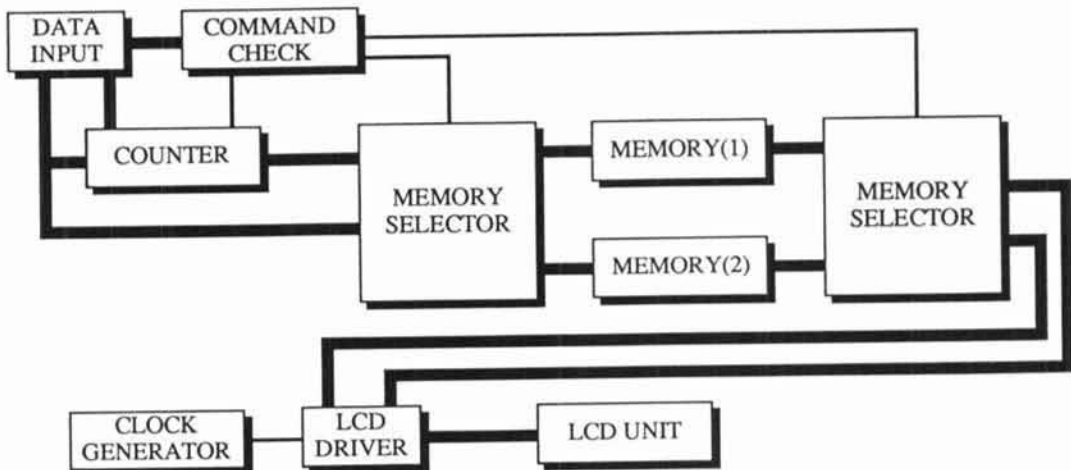 DATA
INPUT
COMMAND
CHECK
COUNTER
MEMORY
SELECTOR
MEMORY(1)
MEMORY(2)
MEMORY
SELECTOR
CLOCK
GENERATOR
LCD
DRIVER
LCD UNIT